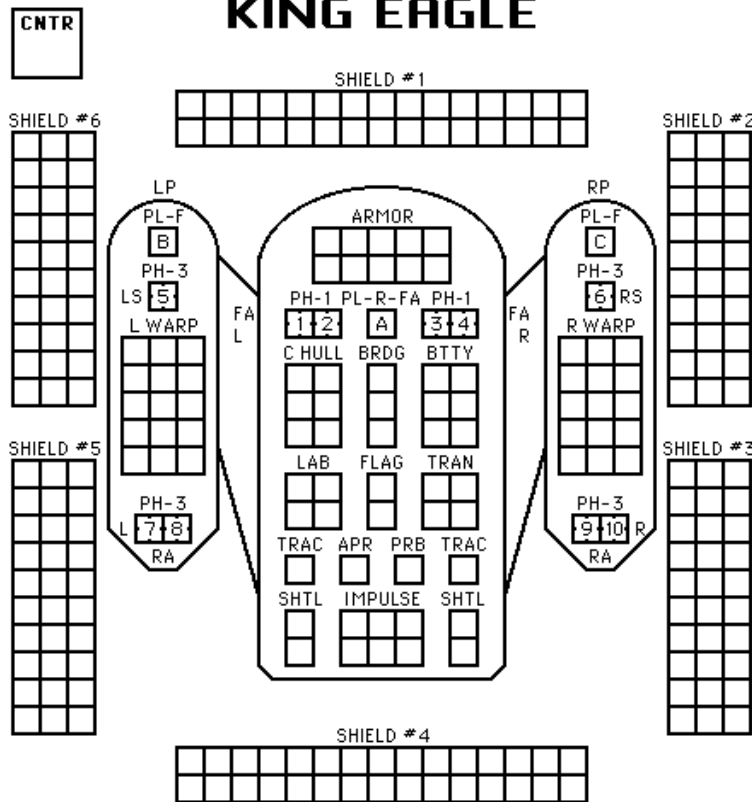 KING EAGLE
CNTR
SHIELD #1
SHIELD #6
SHIELD #2
LP
RP
PL-F
ARMOR
PL-F
B
C
PH-3
PH-3
LS 5
6 RS
PH-1 PL-R-FA PH-1
FA
L
FA
R
1 2 A 3 4
L WARP
R WARP
C HULL BRDG BTTY
SHIELD #5
SHIELD #3
LAB FLAG TRAN
PH-3
PH-3
L 7 8
9 10 R
RA
RA
TRAC APR PRB TRAC
SHTL IMPULSE SHTL
SHIELD #4